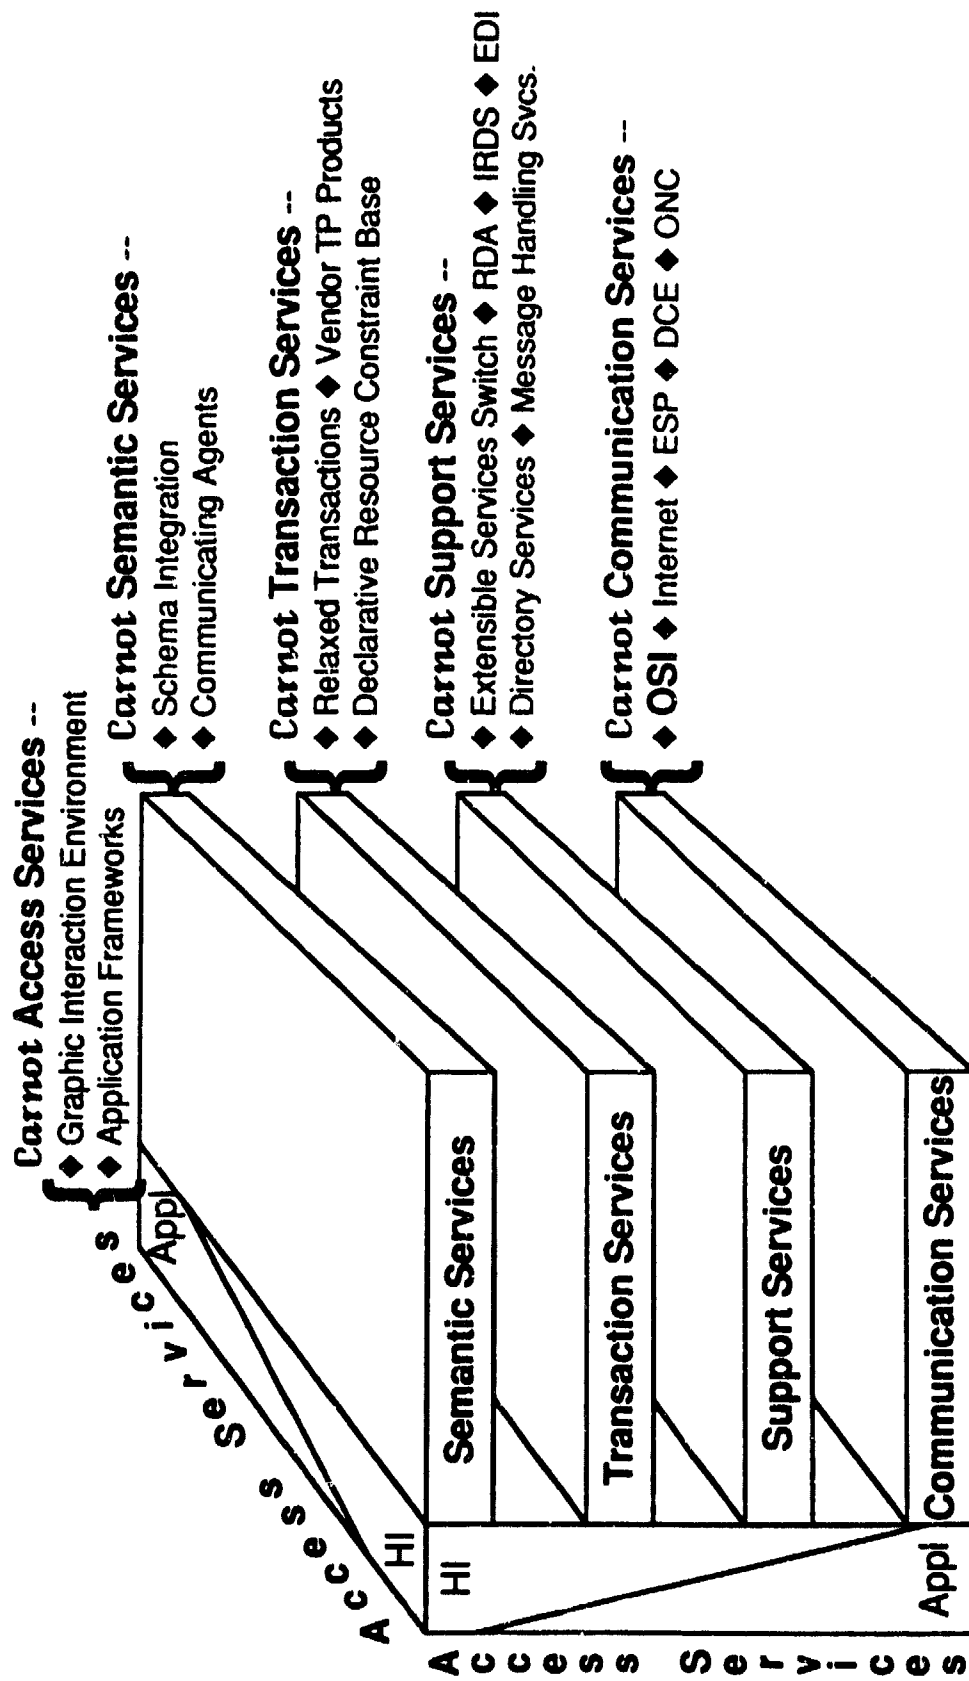 Carnot Access Services --
◆ Graphic Interaction Environment
◆ Application Frameworks
Carnot Semantic Services --
◆ Schema Integration
◆ Communicating Agents
Carnot Transaction Services --
◆ Relaxed Transactions ◆ Vendor TP Products
◆ Declarative Resource Constraint Base
Carnot Support Services --
◆ Extensible Services Switch ◆ RDA ◆ IRDS ◆ EDI
◆ Directory Services ◆ Message Handling Svcs.
Carnot Communication Services --
◆ OSI ◆ Internet ◆ ESP ◆ DCE ◆ ONC
Access Services
Appl
HI
HI
Appl
Access Services
Semantic Services
Transaction Services
Support Services
Communication Services